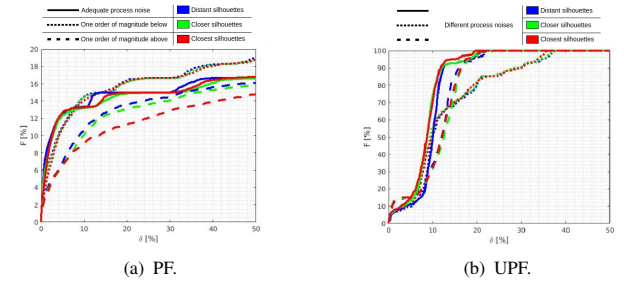 Adequate process noise
Distant silhouettes
One order of magnitude below
Closer silhouettes
One order of magnitude above
Closest silhouettes
20
18
16
14
12
10
8
6
4
2
0
F [%]
0 10 20 30 40 50
δ [%]
(a) PF.
Distant silhouettes
Different process noises
Closer silhouettes
Closest silhouettes
100
90
80
70
60
50
40
30
20
10
0
F [%]
0 10 20 30 40 50
δ [%]
(b) UPF.